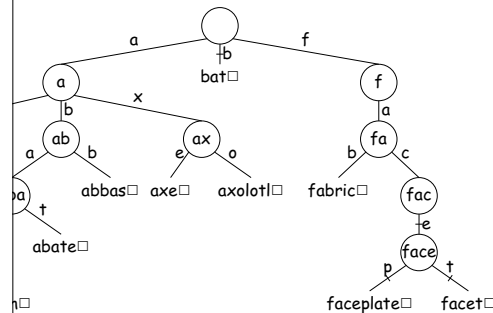 a b f
bat□
a f
b x a
ab ax fa
a b e o b c
abbas□ axe□ axolotl□ fabric□ fac
t e
abate□ face
p t
faceplate□ facet□